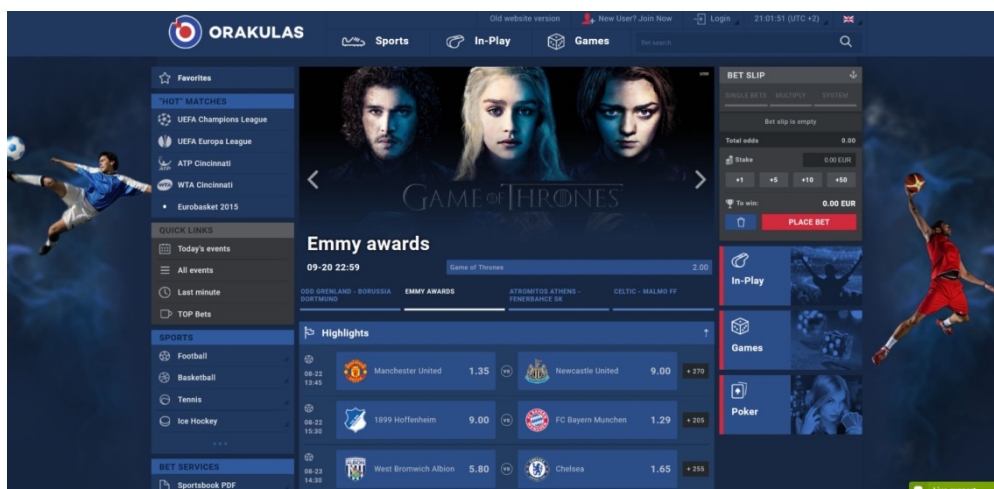 Old website version
New User? Join Now
Login
21:01:51 (UTC +2)
ORAKULAS
Sports
In-Play
Games
Bet search
Favorites
"HOT" MATCHES
UEFA Champions League
UEFA Europa League
ATP Cincinnati
WTA Cincinnati
Eurobasket 2015
QUICK LINKS
Today's events
All events
Last minute
TOP Bets
SPORTS
Football
Basketball
Tennis
Ice Hockey
BET SERVICES
Sportsbook PDF
GAME OF THRONES
Emmy awards
09-20 22:59
Game of Thrones 2.00
ODD GRENLAND - BORUSSIA
DORTMUND
EMMY AWARDS
ATROMITOS ATHENS -
FENERBAHCE SK
CELTIC - MALMO FF
Highlights
08-22
13:45
Manchester United 1.35 VS Newcastle United 9.00 + 270
08-22
15:30
1899 Hoffenheim 9.00 VS FC Bayern Munchen 1.29 + 205
08-23
14:30
West Bromwich Albion 5.80 VS Chelsea 1.65 + 255
BET SLIP
SINGLE BETS MULTIPLY SYSTEM
Bet slip is empty
Total odds 0.00
Stake 0.00 EUR
+1 +5 +10 +50
To win: 0.00 EUR
PLACE BET
In-Play
Games
Poker